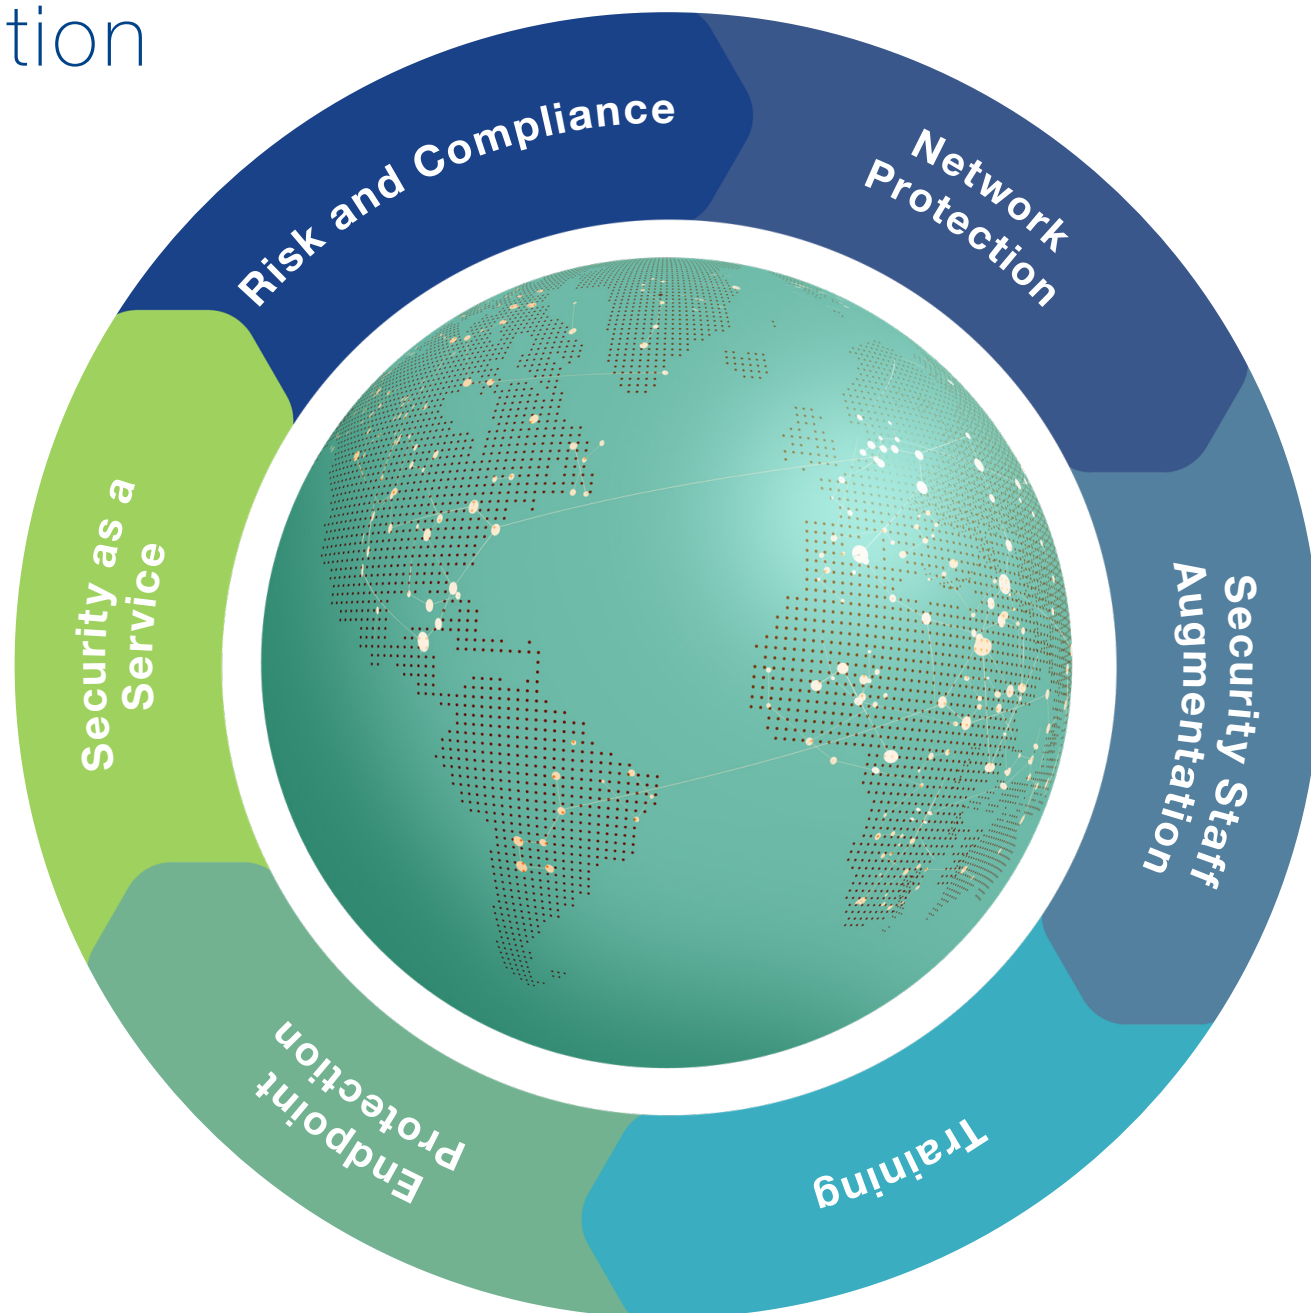 tion
Risk and Compliance
Network
Protection
Security Staff
Augmentation
Training
Endpoint
Protection
Security as a
Service